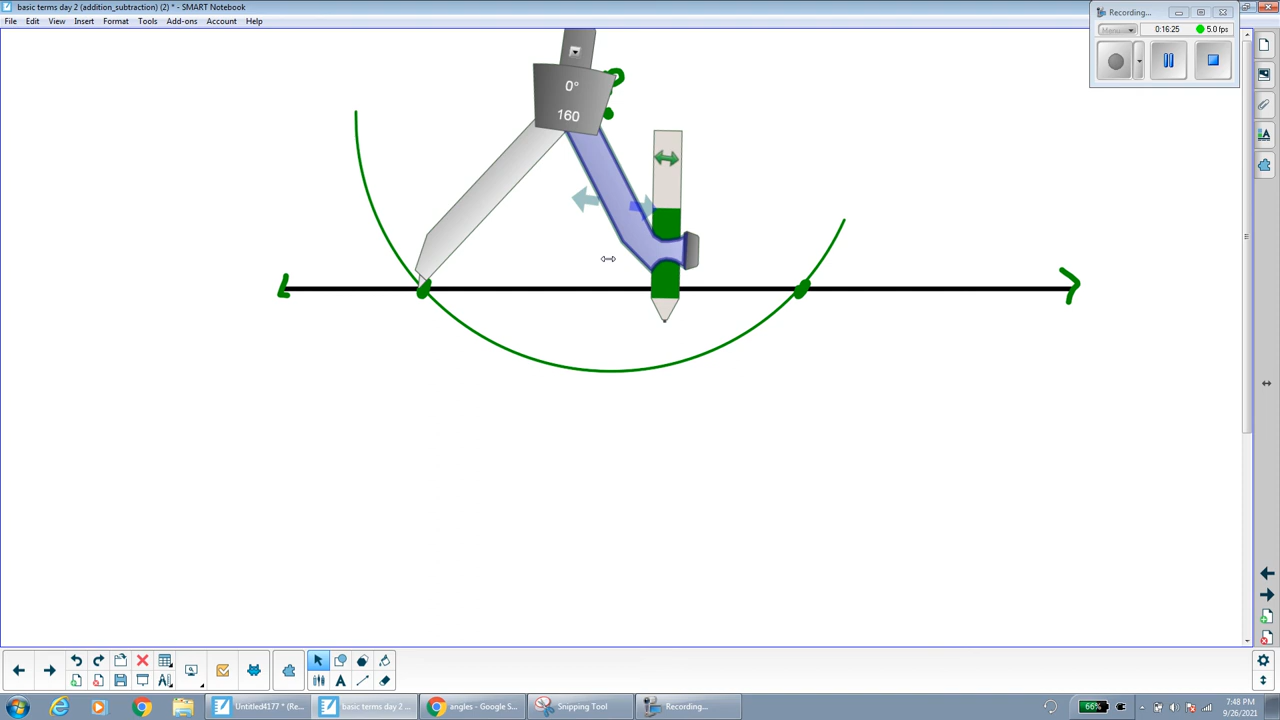 basic terms day 2 (addition_subtraction) (2) * - SMART Notebook
File Edit View Insert Format Tools Add-ons Account Help
Recording...
Menu
0:16:25
5.0 fps
0°
160
P
Untitled4177 * (Re...
basic terms day 2 ...
angles - Google S...
Snipping Tool
Recording...
66%
7:48 PM
9/26/2021